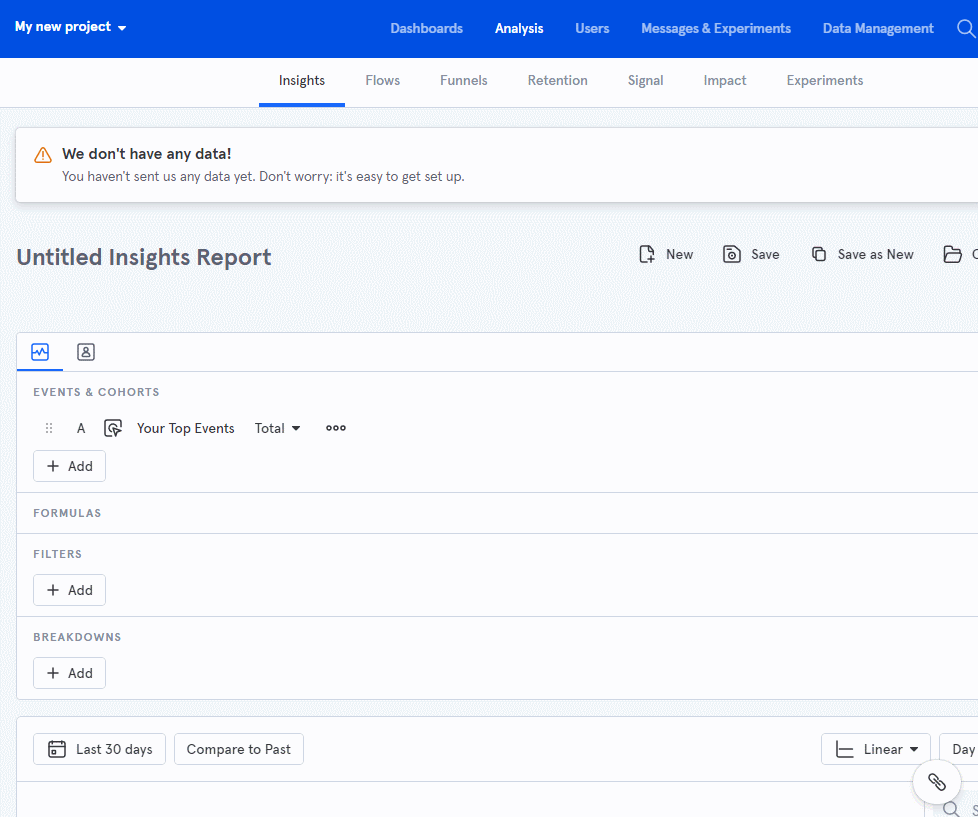 My new project
Dashboards Analysis Users Messages & Experiments Data Management
Insights Flows Funnels Retention Signal Impact Experiments
We don't have any data!
You haven't sent us any data yet. Don't worry: it's easy to get set up.
Untitled Insights Report
New Save Save as New
EVENTS & COHORTS
A Your Top Events Total
Add
FORMULAS
FILTERS
Add
BREAKDOWNS
Add
Last 30 days Compare to Past Linear Day